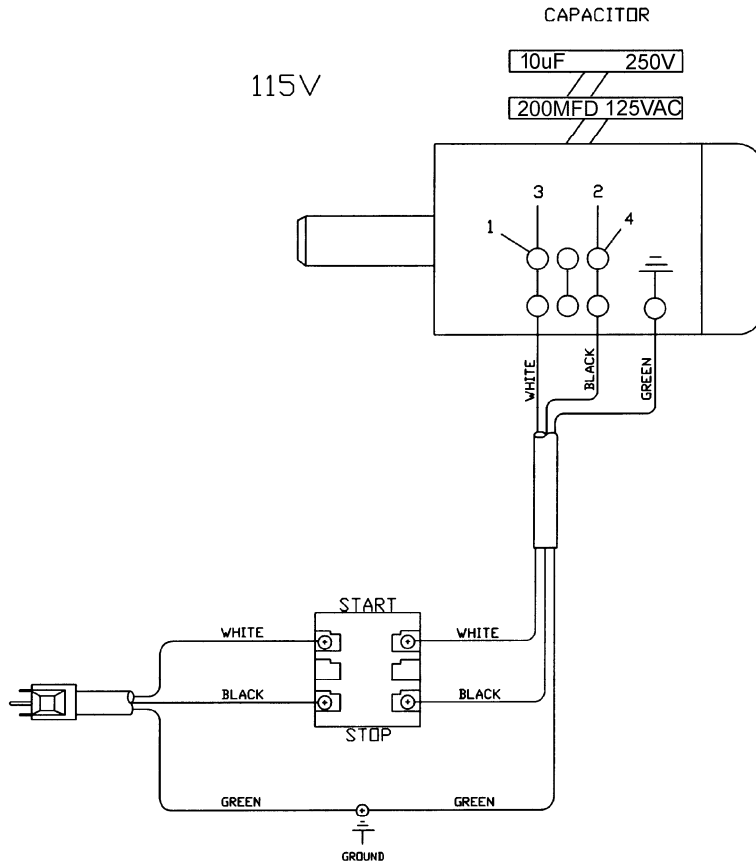 CAPACITOR
115V
10uF 250V
200MFD 125VAC
3 2
1 4
WHITE
BLACK
GREEN
START
WHITE WHITE
BLACK BLACK
STOP
GREEN GREEN
GROUND